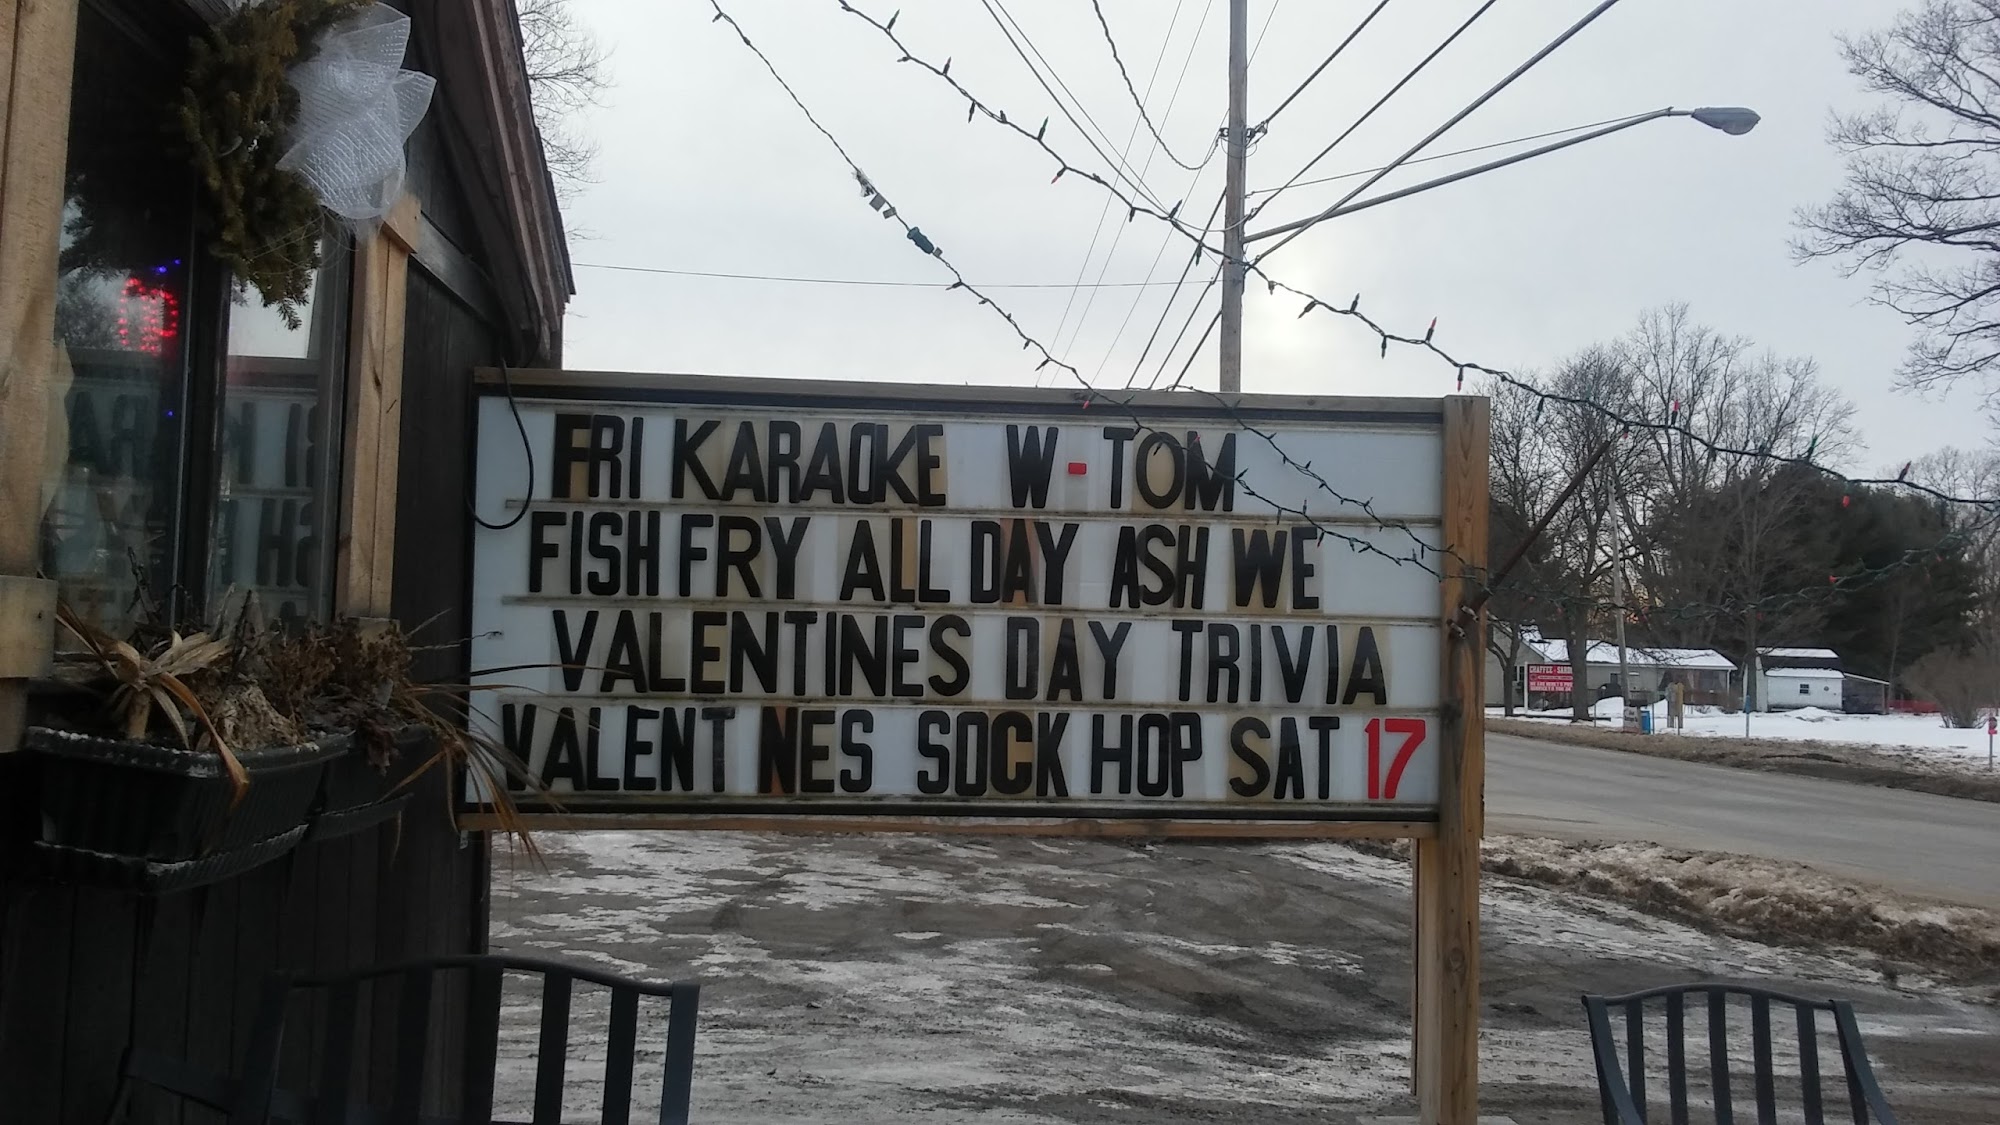 FRI KARAOKE W-TOM
FISH FRY ALL DAY ASH WE
VALENTINES DAY TRIVIA
VALENT NES SOCK HOP SAT 17